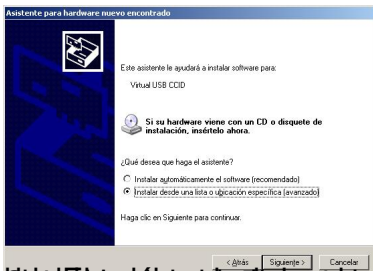 Asistente para hardware nuevo encontrado
Este asistente le ayudará a instalar software para:
Virtual USB CCID
Si su hardware viene con un CD o disquete de
instalación, insértelo ahora.
¿Qué desea que haga el asistente?
Instalar automáticamente el software (recomendado)
Instalar desde una lista o ubicación específica (avanzado)
Haga clic en Siguiente para continuar.
< Atrás
Siguiente >
Cancelar